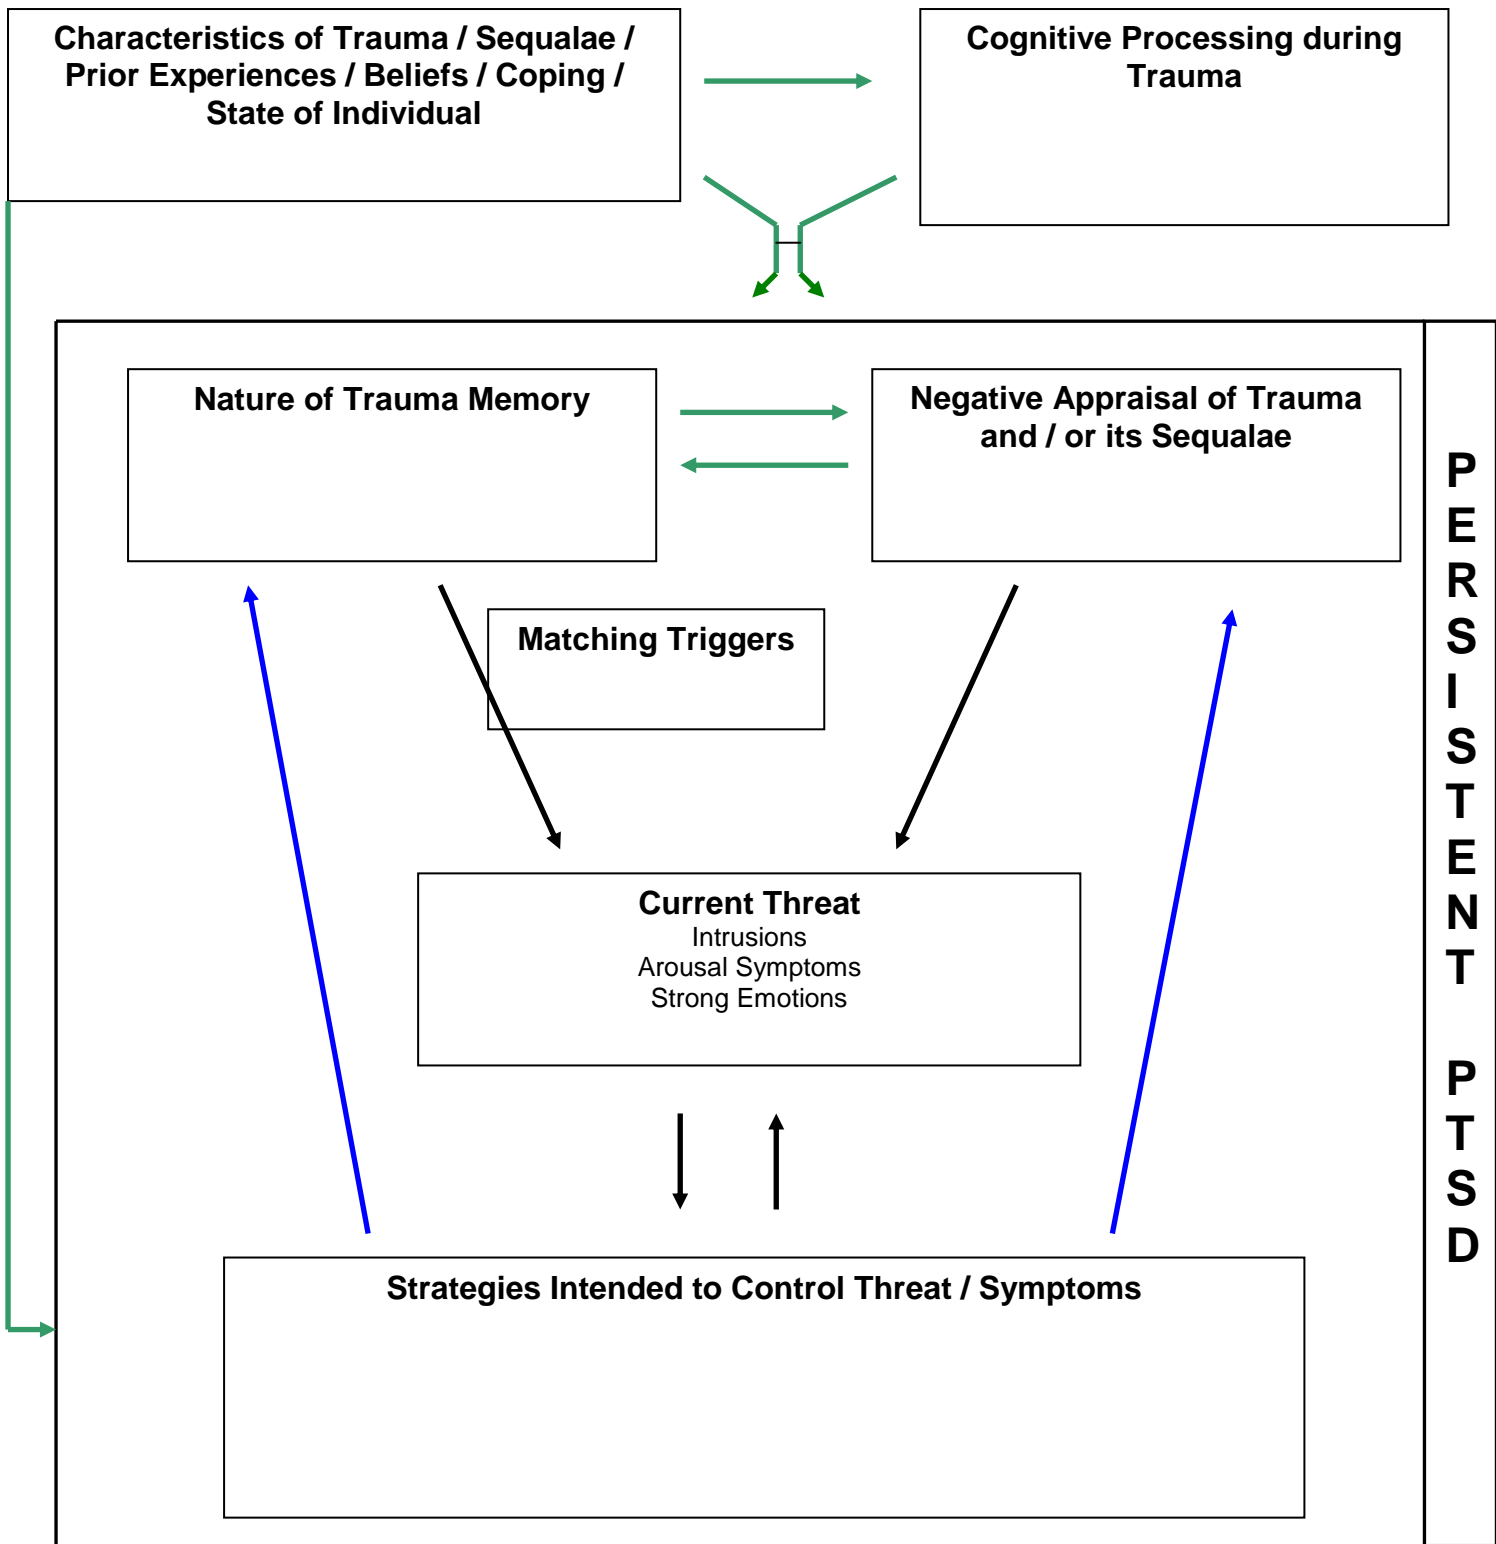 Characteristics of Trauma / Sequalae /
Prior Experiences / Beliefs / Coping /
State of Individual
Cognitive Processing during
Trauma
Nature of Trauma Memory
Negative Appraisal of Trauma
and / or its Sequalae
Matching Triggers
Current Threat
Intrusions
Arousal Symptoms
Strong Emotions
Strategies Intended to Control Threat / Symptoms
P
E
R
S
I
S
T
E
N
T
P
T
S
D